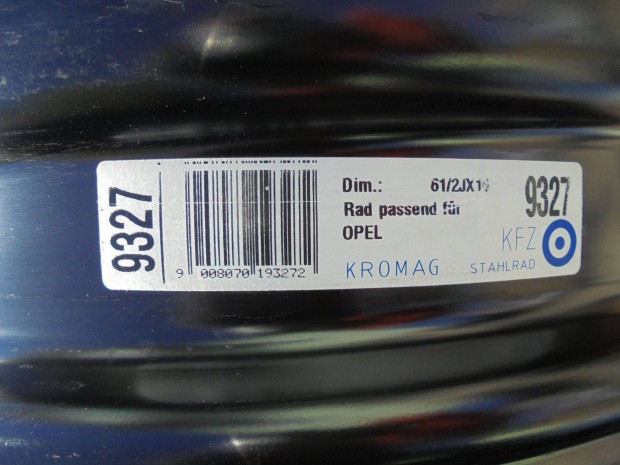 9327
9 008070 193272
Dim.: 61/2JX16
Rad passend für
OPEL
KROMAG
9327
KFZ
STAHLRAD